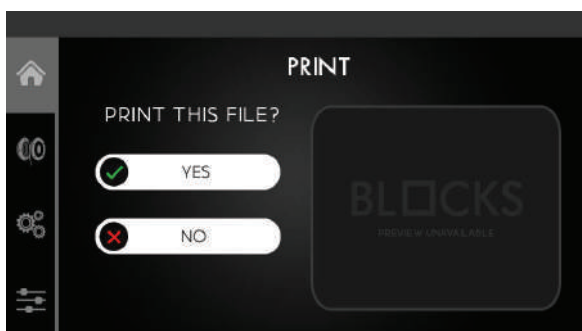 PRINT
PRINT THIS FILE?
YES
NO
BLOCKS
PREVIEW UNAVAILABLE